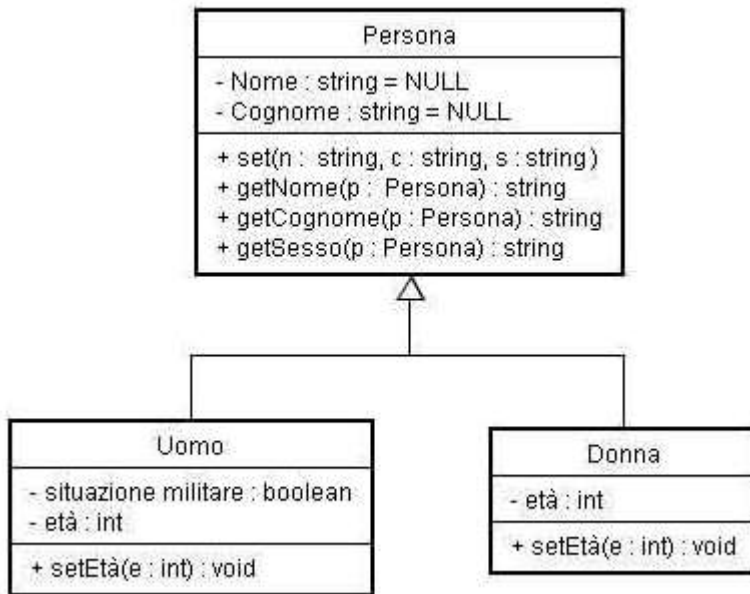 Persona
- Nome : string = NULL
- Cognome : string = NULL
+ set(n : string, c : string, s : string)
+ getNome(p : Persona) : string
+ getCognome(p : Persona) : string
+ getSesso(p : Persona) : string
Uomo
- situazione militare : boolean
- età : int
+ setEtà(e : int) : void
Donna
- età : int
+ setEtà(e : int) : void